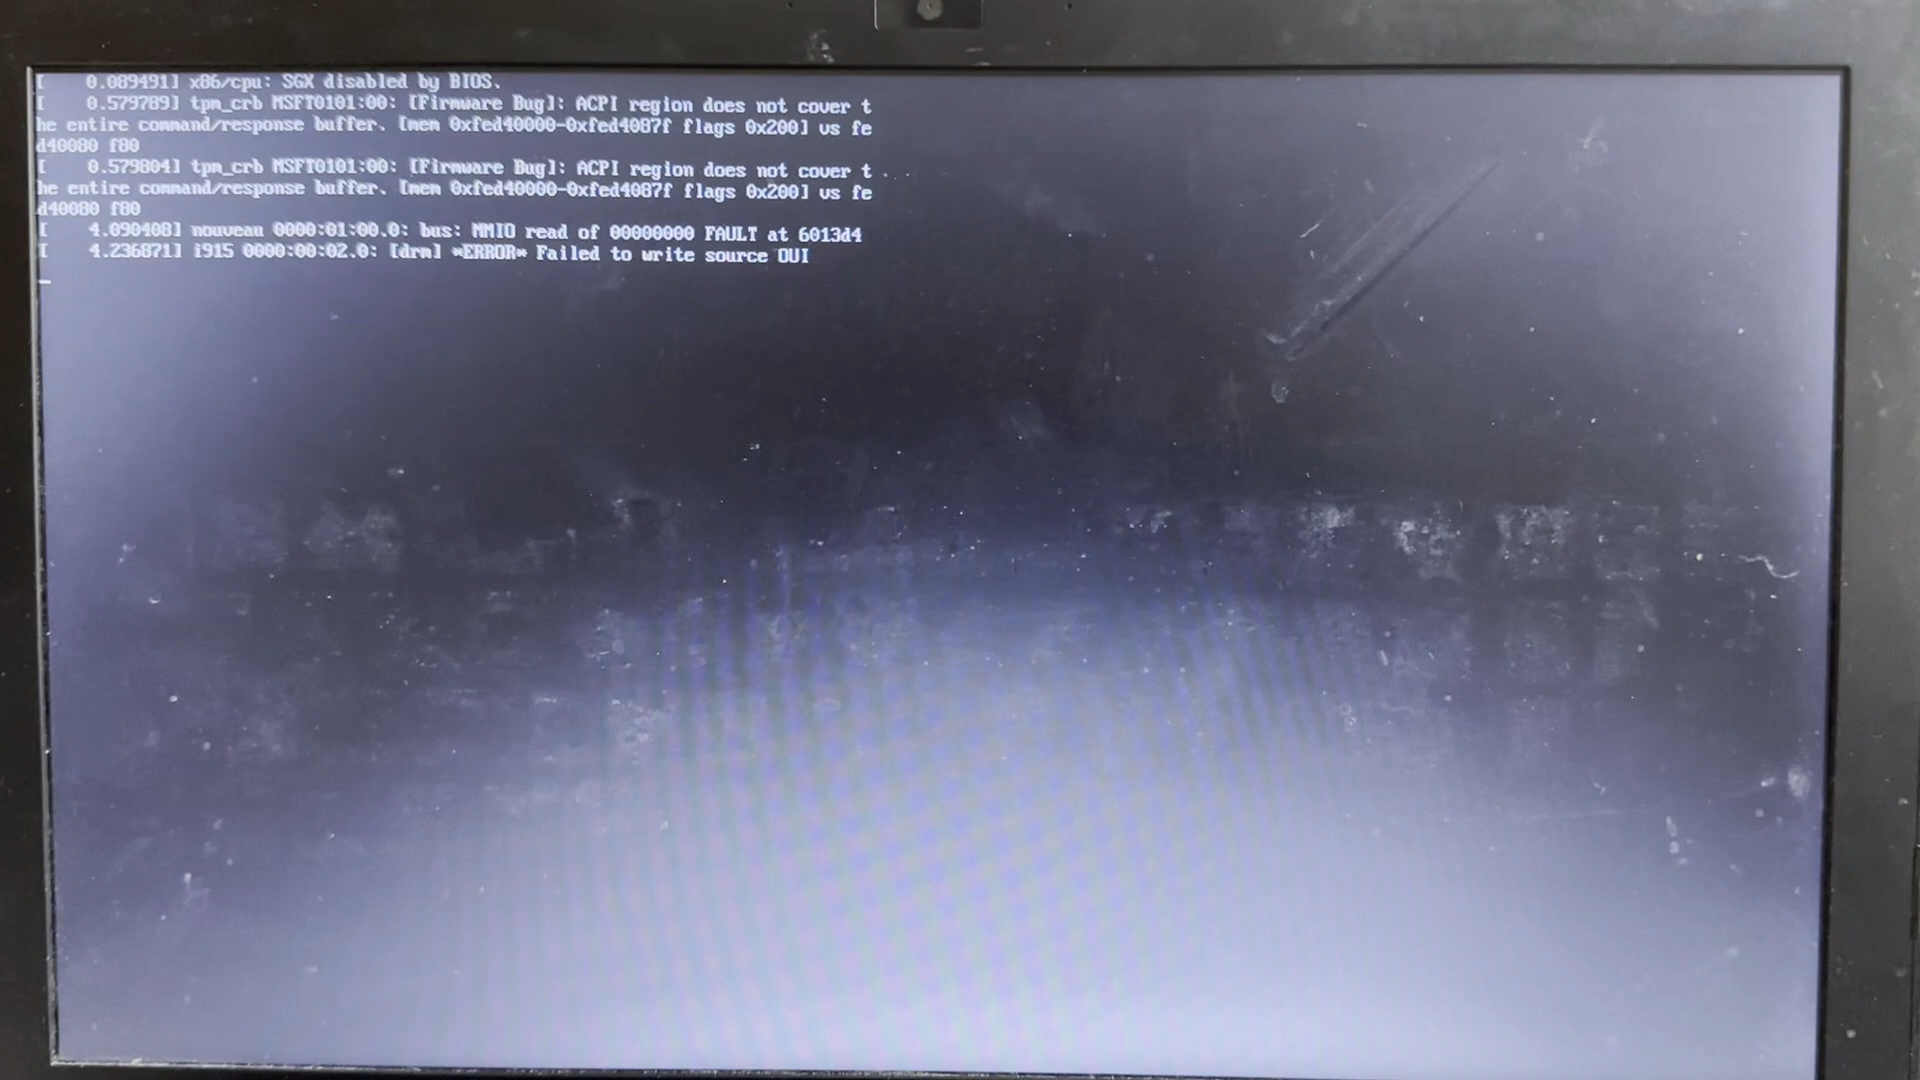 [    0.089491] x86/cpu: SGX disabled by BIOS.
[    0.579789] tpm_crb MSFT0101:00: [Firmware Bug]: ACPI region does not cover t
he entire command/response buffer. [mem 0xfed40000-0xfed4087f flags 0x200] vs fe
d40080 f80
[    0.579804] tpm_crb MSFT0101:00: [Firmware Bug]: ACPI region does not cover t
he entire command/response buffer. [mem 0xfed40000-0xfed4087f flags 0x200] vs fe
d40080 f80
[    4.090408] nouveau 0000:01:00.0: bus: MMIO read of 00000000 FAULT at 6013d4
[    4.236871] i915 0000:00:02.0: [drm] *ERROR* Failed to write source OUI